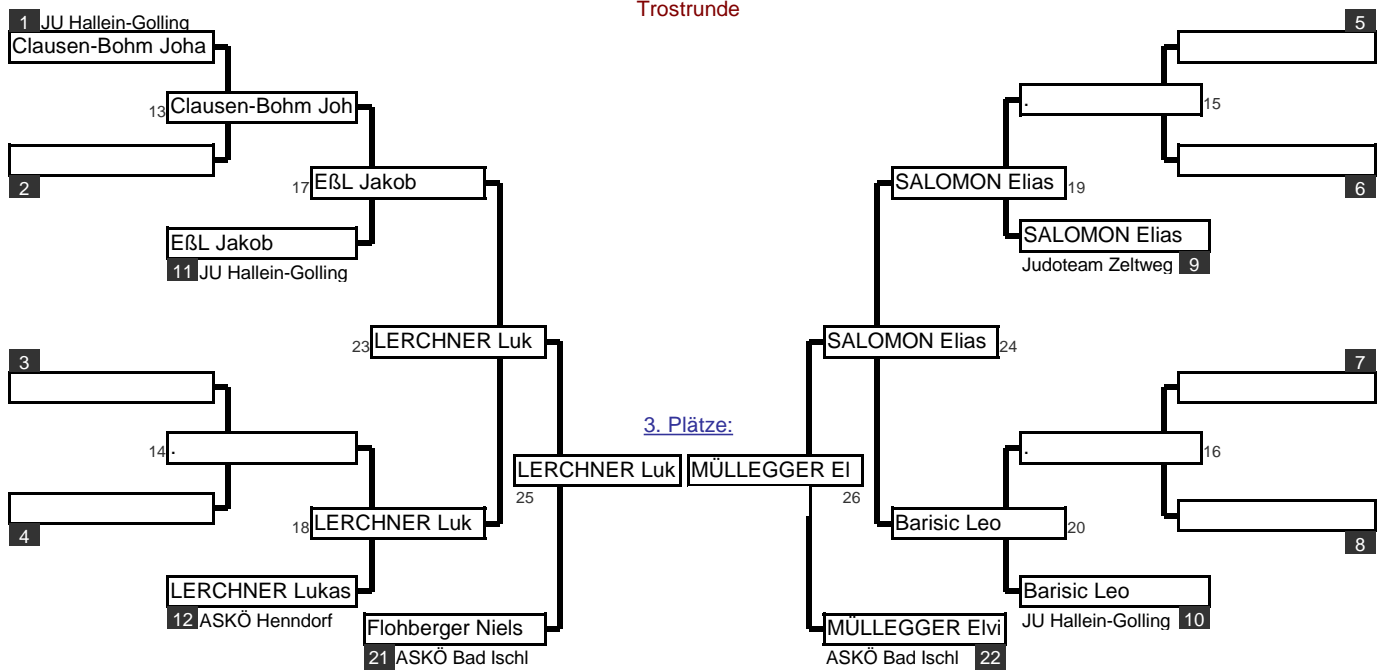 Trostrunde
1 JU Hallein-Golling
5
Clausen-Bohm Joha
13 Clausen-Bohm Joh
. 15
2
6
17 EßL Jakob
SALOMON Elias 19
EßL Jakob
SALOMON Elias
11 JU Hallein-Golling
Judoteam Zeltweg 9
23 LERCHNER Luk
SALOMON Elias 24
3
7
3. Plätze:
14 .
. 16
LERCHNER Luk
MÜLLEGGER El
25
26
4
8
18 LERCHNER Luk
Barisic Leo 20
LERCHNER Lukas
Barisic Leo
12 ASKÖ Henndorf
JU Hallein-Golling 10
Flohberger Niels
MÜLLEGGER Elvi
21 ASKÖ Bad Ischl
ASKÖ Bad Ischl 22